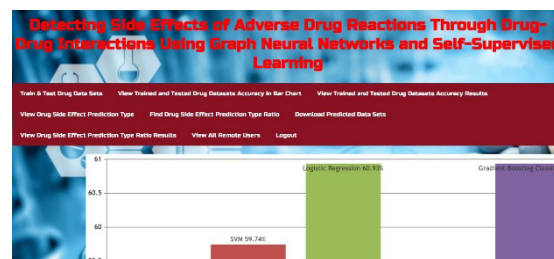 Detecting Side Effects of Adverse Drug Reactions Through Drug-
Drug Interactions Using Graph Neural Networks and Self-Supervised
Learning
Train & Test Drug Data Sets View Trained and Tested Drug Datasets Accuracy in Bar Chart View Trained and Tested Drug Datasets Accuracy Results
View Drug Side Effect Prediction Type Find Drug Side Effect Prediction Type Ratio Download Predicted Data Sets
View Drug Side Effect Prediction Type Ratio Results View All Remote Users Logout
61
Logistic Regression 60.93% Gradient Boosting Classi
60.5
60
SVM 59.74%